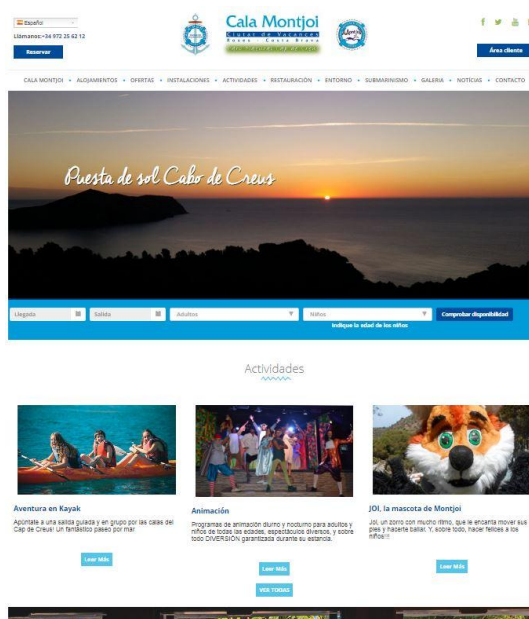 Español
Llámanos:+34 972 25 62 12
Reservar
Cala Montjoi
Ciutat de Vacances
Roses - Costa Brava
Área cliente
CALA MONTJOI • ALOJAMIENTOS • OFERTAS • INSTALACIONES • ACTIVIDADES • RESTAURACIÓN • ENTORNO • SUBMARINISMO • GALERIA • NOTÍCIAS • CONTACTO
Puesta de sol Cabo de Creus
Llegada
Salida
Adultos
Niños
Comprobar disponibilidad
Indique la edad de los niños
Actividades
Aventura en Kayak
Apúntate a una salida guiada y en grupo por las calas del
Cap de Creus! Un fantástico paseo por mar
Leer Más
Animación
Programas de animación diurno y nocturno para adultos y
niños de todas las edades, espectáculos diversos, y sobre
todo DIVERSIÓN garantizada durante su estancia.
Leer Más
JOI, la mascota de Montjoi
Joi, un zorro con mucho ritmo, que le encanta mover sus
pies y hacerte bailar. Y, sobre todo, hacer felices a los
niños!!!
Leer Más
VER TODAS